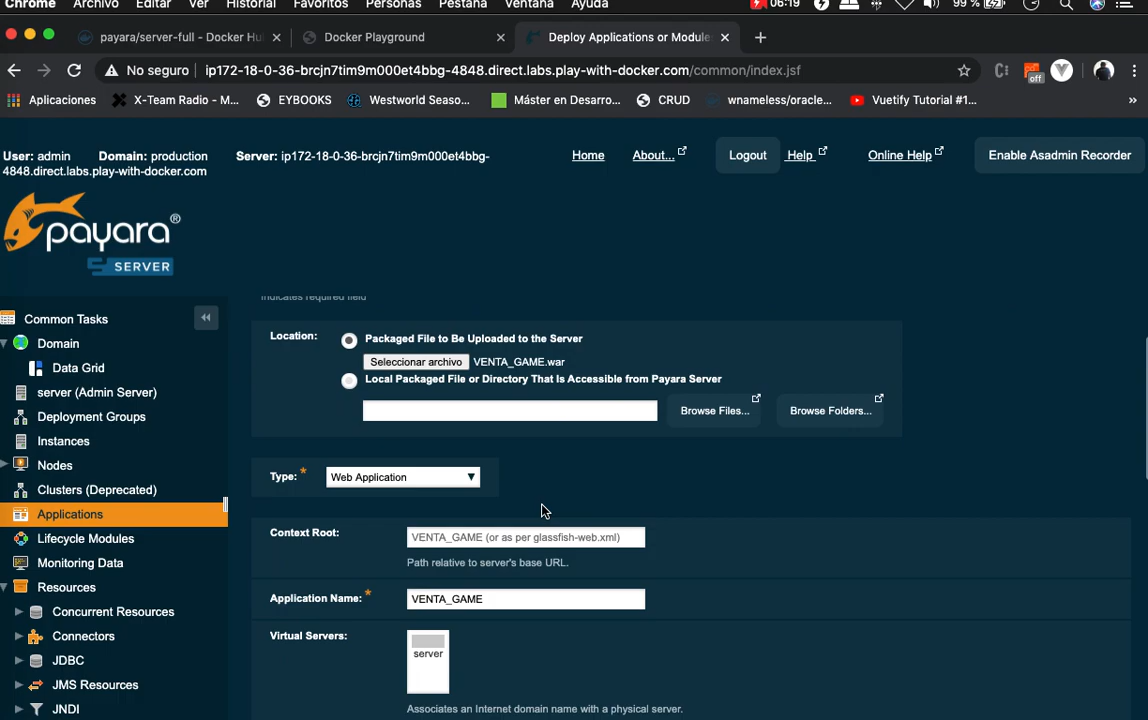 Chrome Archivo Editar Ver Historial Favoritos Personas Pestaña Ventana Ayuda 06:19 99 %
payara/server-full - Docker Hu
Docker Playground
Deploy Applications or Module
No seguro ip172-18-0-36-brcjn7tim9m000et4bbg-4848.direct.labs.play-with-docker.com/common/index.jsf
off
Aplicaciones X-Team Radio - M... EYBOOKS Westworld Seaso... Máster en Desarro... CRUD wnameless/oracle... Vuetify Tutorial #1...
User: admin Domain: production Server: ip172-18-0-36-brcjn7tim9m000et4bbg-
4848.direct.labs.play-with-docker.com
Home About... Logout Help Online Help Enable Asadmin Recorder
payara®
SERVER
Common Tasks
Domain
Data Grid
server (Admin Server)
Deployment Groups
Instances
Nodes
Clusters (Deprecated)
Applications
Lifecycle Modules
Monitoring Data
Resources
Concurrent Resources
Connectors
JDBC
JMS Resources
JNDI
Indicates required field
Location: Packaged File to Be Uploaded to the Server
Seleccionar archivo VENTA_GAME.war
Local Packaged File or Directory That Is Accessible from Payara Server
Browse Files... Browse Folders...
Type: * Web Application
Context Root: VENTA_GAME (or as per glassfish-web.xml)
Path relative to server's base URL.
Application Name: * VENTA_GAME
Virtual Servers:
server
Associates an Internet domain name with a physical server.